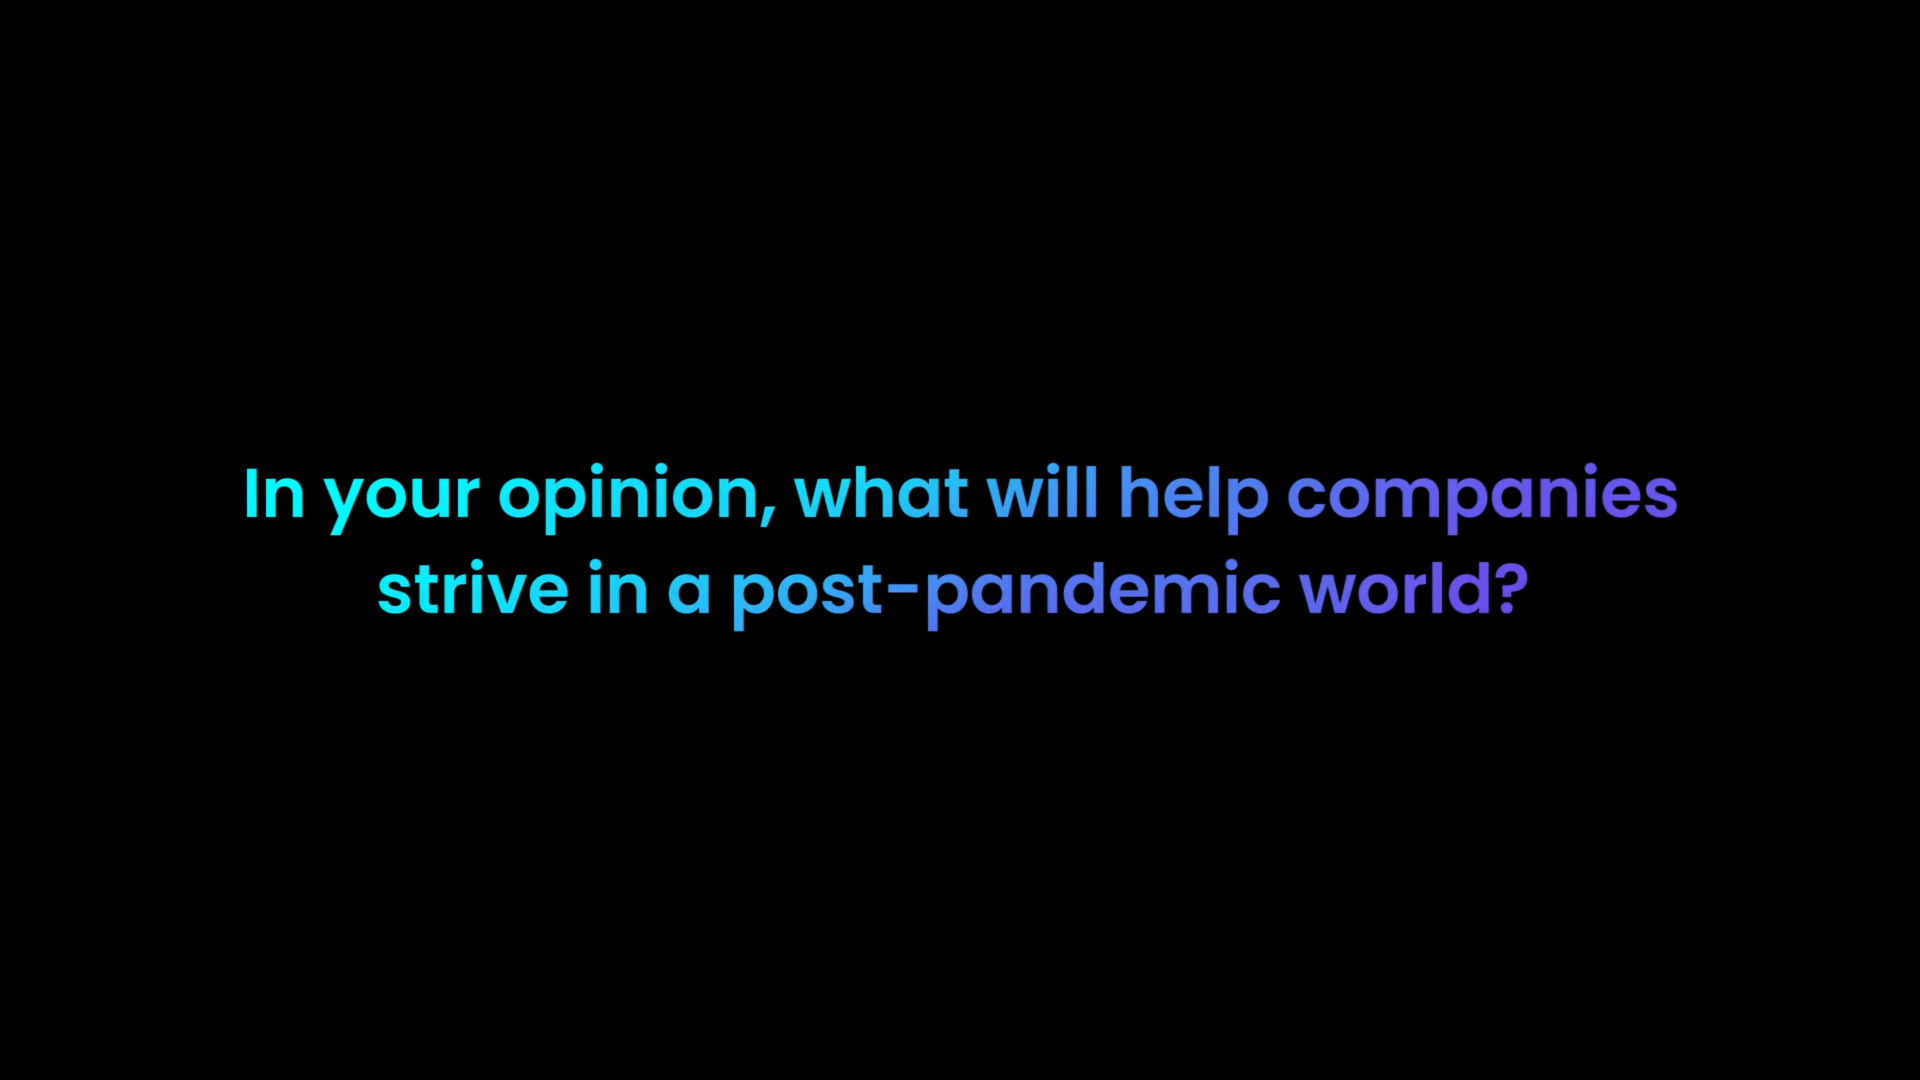 In your opinion, what will help companies
strive in a post-pandemic world?